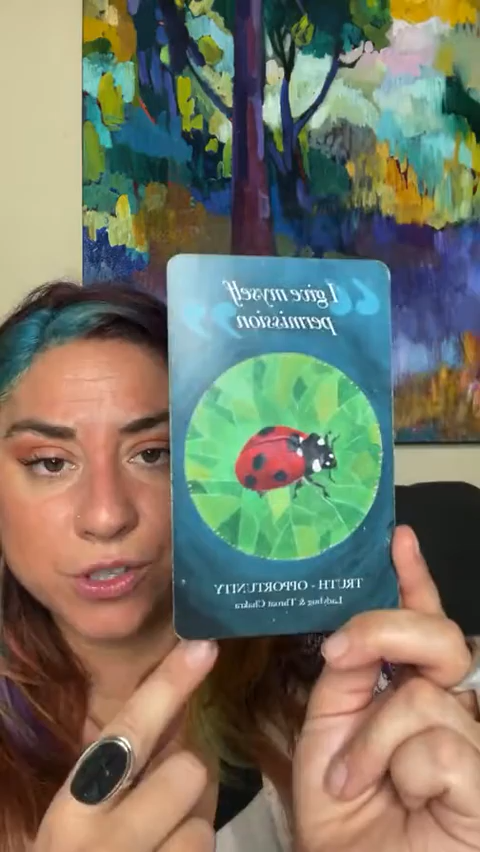 “I give myself
permission”
TRUTH - OPPORTUNITY
Ladybug & Throat Chakra